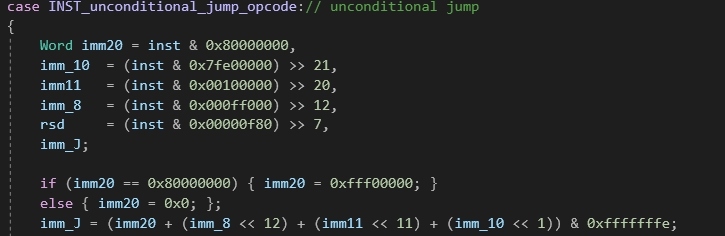 case INST_unconditional_jump_opcode:// unconditional jump
{
Word imm20 = inst & 0x80000000,
imm_10 = (inst & 0x7fe00000) >> 21,
imm11 = (inst & 0x00100000) >> 20,
imm_8 = (inst & 0x000ff000) >> 12,
rsd = (inst & 0x00000f80) >> 7,
imm_J;
if (imm20 == 0x80000000) { imm20 = 0xfff00000; }
else { imm20 = 0x0; };
imm_J = (imm20 + (imm_8 << 12) + (imm11 << 11) + (imm_10 << 1)) & 0xfffffffe;